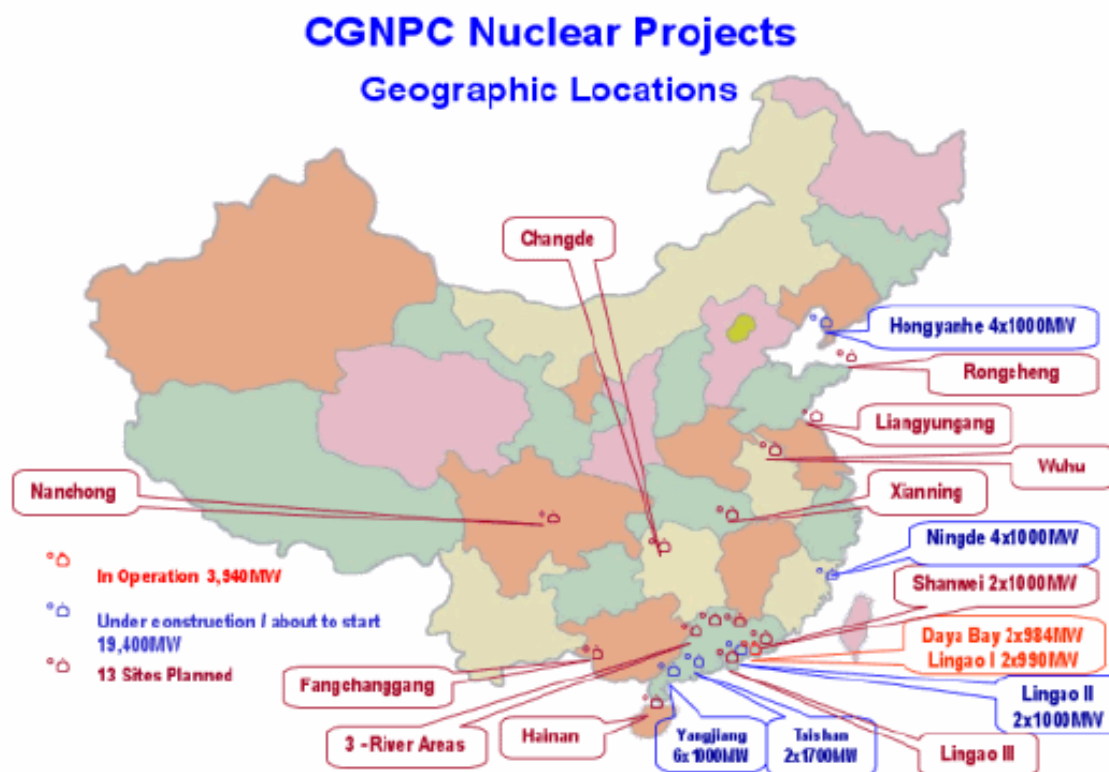 CGNPC Nuclear Projects
Geographic Locations
Changde
Hongyanhe 4x1000MW
Rongcheng
Liangyungang
Wuhu
Nanchong
Xianning
Ningde 4x1000MW
Shanwei 2x1000MW
In Operation 3,940MW
Under construction / about to start
19,400MW
13 Sites Planned
Daya Bay 2x984MW
Lingao I 2x990MW
Fangchanggang
Lingao II
2x1000MW
3 -River Areas
Hainan
Yangjiang
6x1000MW
Taishan
2x1700MW
Lingao III